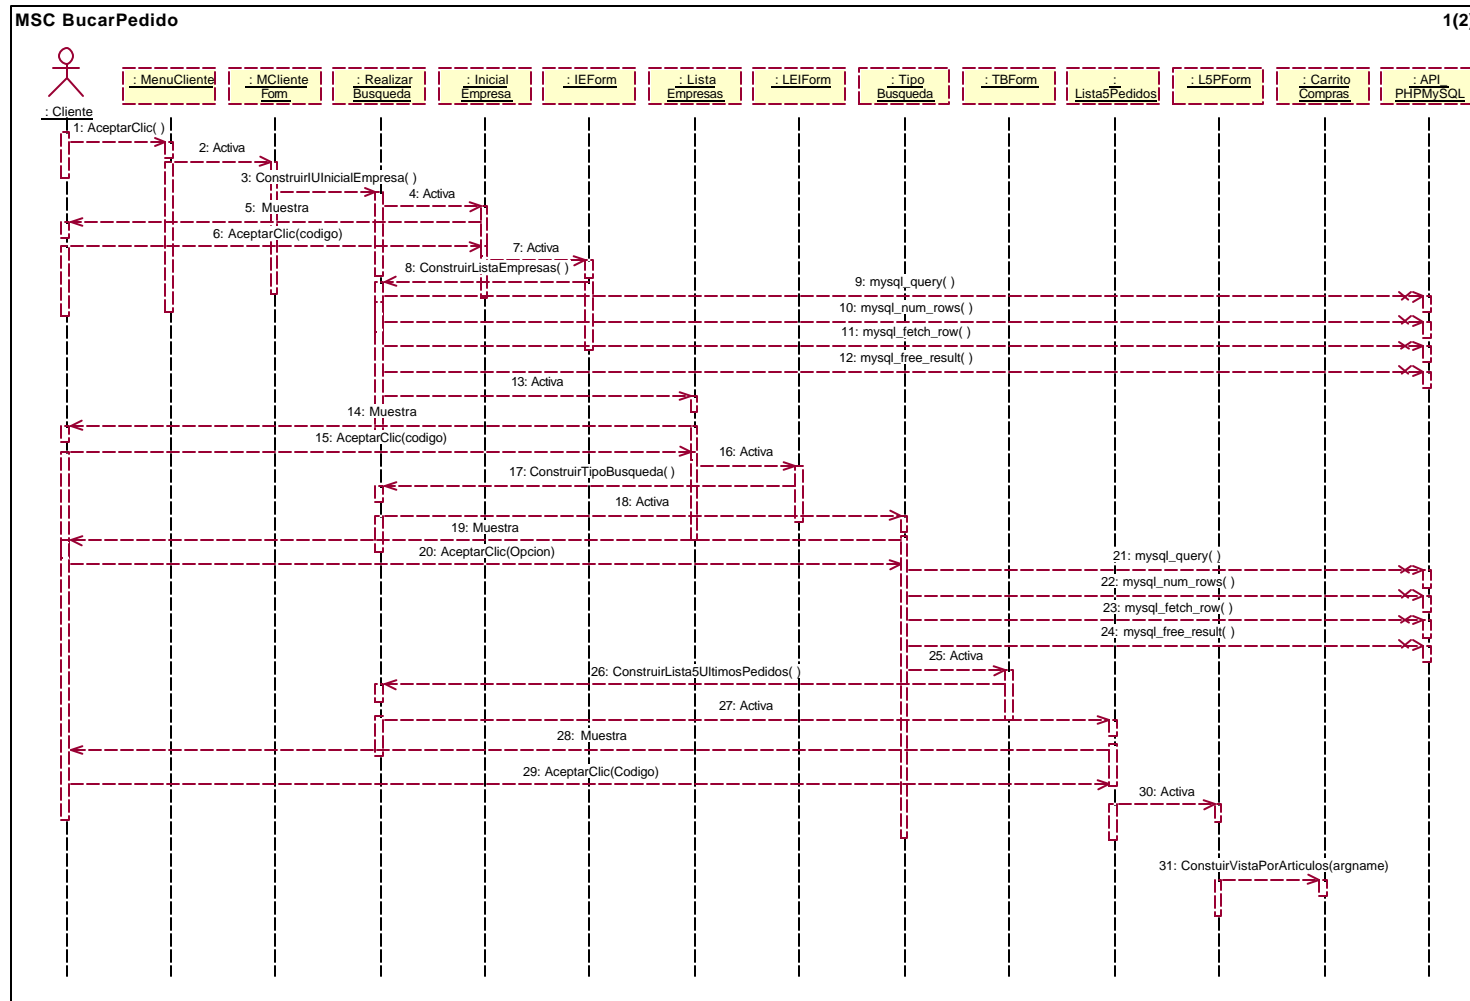 MSC BucarPedido
1(2)
: Cliente
: MenuCliente
: MCliente
Form
: Realizar
Busqueda
: Inicial
Empresa
: IEForm
: Lista
Empresas
: LEIForm
: Tipo
Busqueda
: TBForm
:
Lista5Pedidos
: L5PForm
: Carrito
Compras
: API_
PHPMySQL
1: AceptarClic( )
2: Activa
3: ConstruirIUInicialEmpresa( )
4: Activa
5: Muestra
6: AceptarClic(codigo)
7: Activa
8: ConstruirListaEmpresas( )
9: mysql_query( )
10: mysql_num_rows( )
11: mysql_fetch_row( )
12: mysql_free_result( )
13: Activa
14: Muestra
15: AceptarClic(codigo)
16: Activa
17: ConstruirTipoBusqueda( )
18: Activa
19: Muestra
20: AceptarClic(Opcion)
21: mysql_query( )
22: mysql_num_rows( )
23: mysql_fetch_row( )
24: mysql_free_result( )
25: Activa
26: ConstruirLista5UltimosPedidos( )
27: Activa
28: Muestra
29: AceptarClic(Codigo)
30: Activa
31: ConstuirVistaPorArticulos(argname)